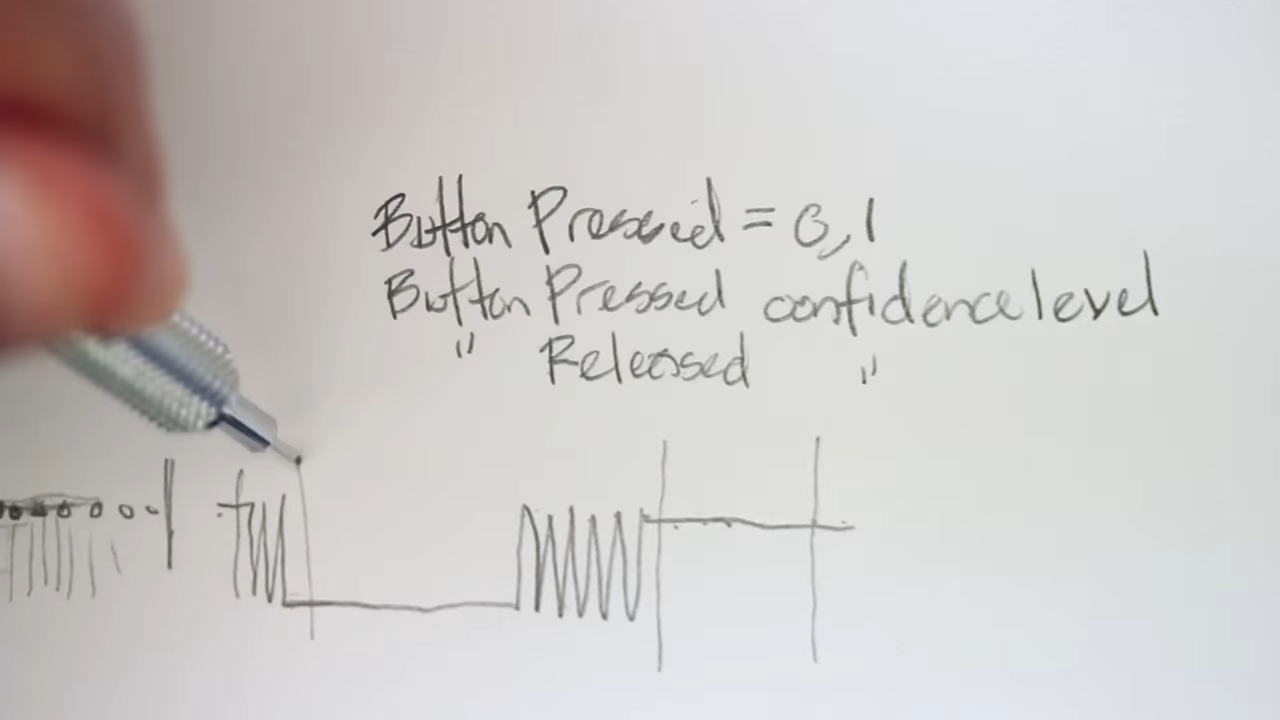 Button Pressed = 0, 1
Button Pressed confidence level
" Released "